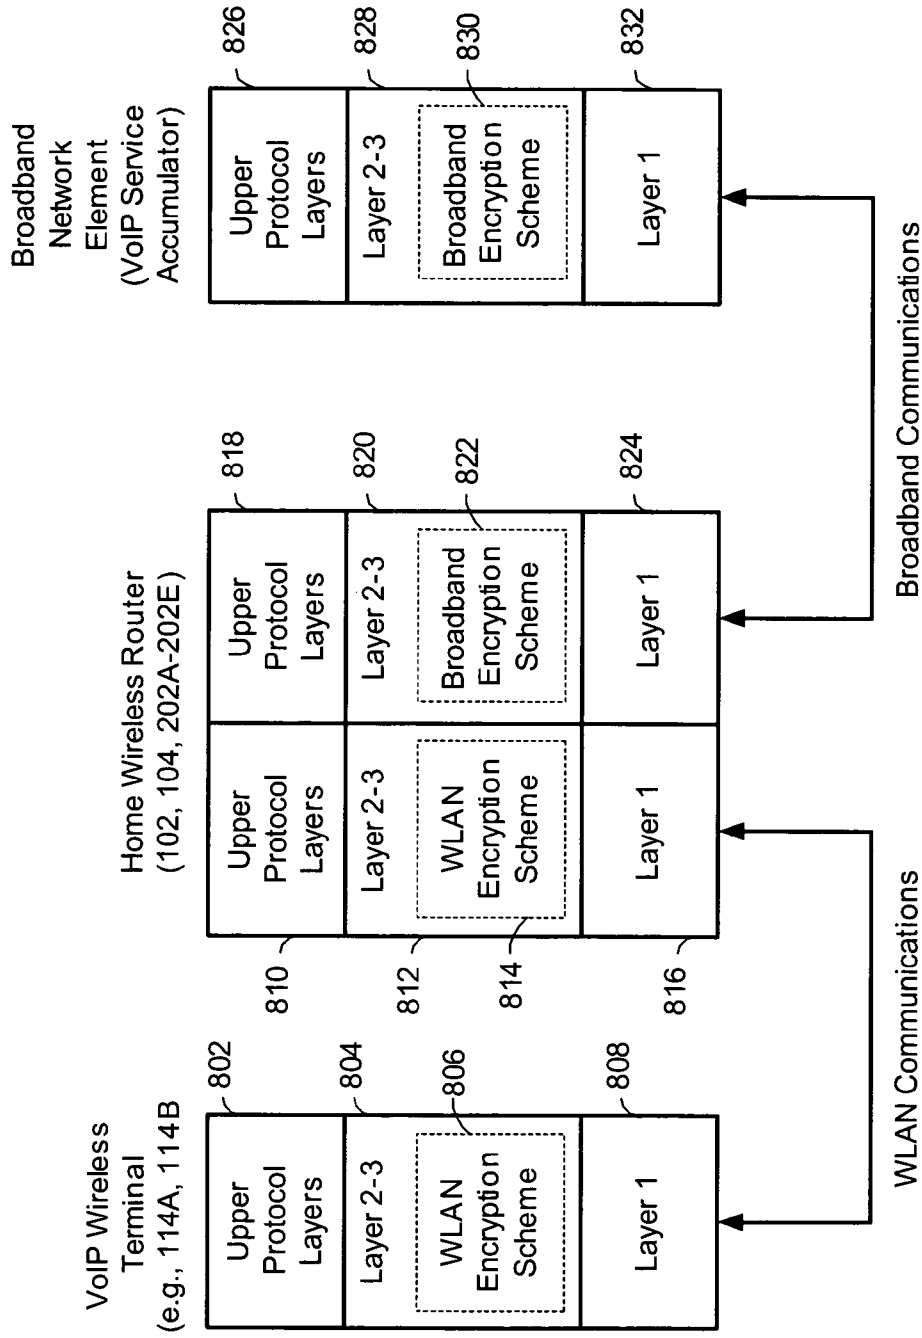 VoIP Wireless
Terminal
(e.g., 114A, 114B
Upper
Protocol
Layers
802
Layer 2-3
804
WLAN
Encryption
Scheme
806
Layer 1
808
Home Wireless Router
(102, 104, 202A-202E)
Upper
Protocol
Layers
810
Layer 2-3
812
WLAN
Encryption
Scheme
814
Layer 1
816
Upper
Protocol
Layers
818
Layer 2-3
820
Broadband
Encryption
Scheme
822
Layer 1
824
Broadband
Network
Element
(VoIP Service
Accumulator)
Upper
Protocol
Layers
826
Layer 2-3
828
Broadband
Encryption
Scheme
830
Layer 1
832
WLAN Communications
Broadband Communications